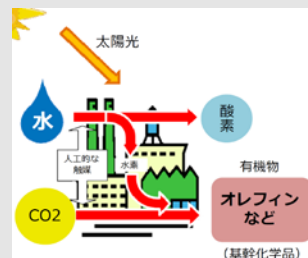 太陽光
水
酸
素
人工的な
触媒
水素
有機物
CO2
オレフィン
など
(基幹化学品)